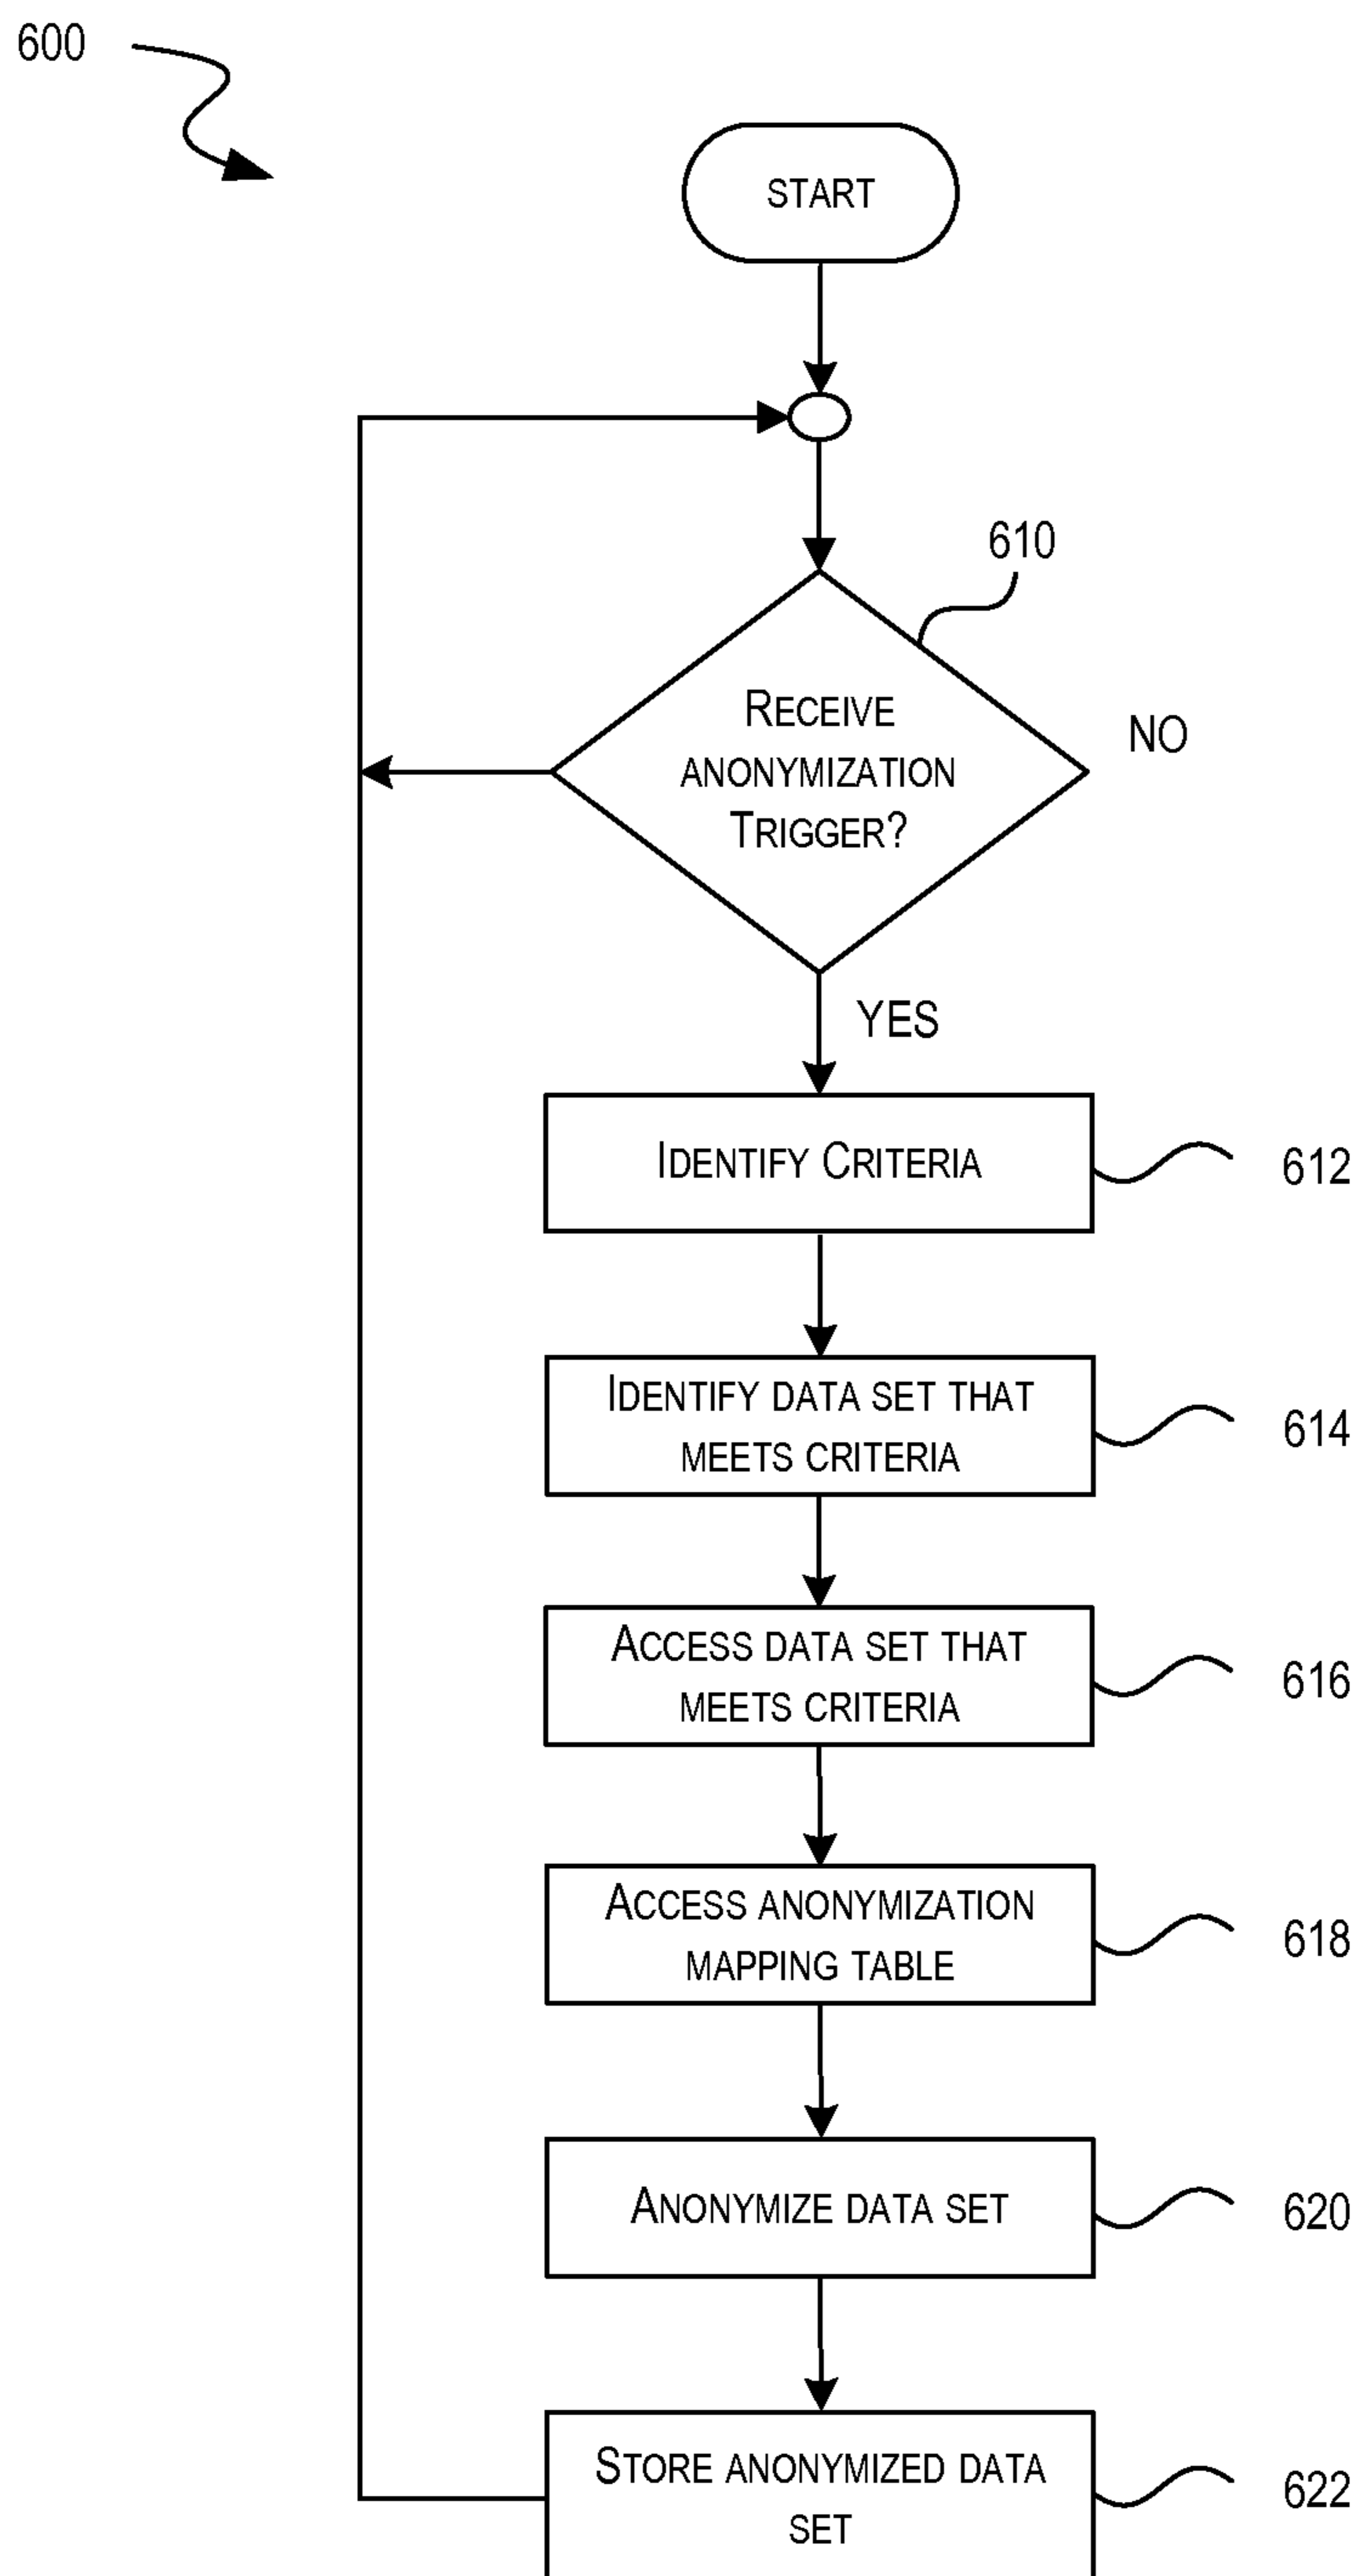 600
START
610
RECEIVE
ANONYMIZATION
TRIGGER?
NO
YES
IDENTIFY CRITERIA
612
IDENTIFY DATA SET THAT
MEETS CRITERIA
614
ACCESS DATA SET THAT
MEETS CRITERIA
616
ACCESS ANONYMIZATION
MAPPING TABLE
618
ANONYMIZE DATA SET
620
STORE ANONYMIZED DATA
SET
622